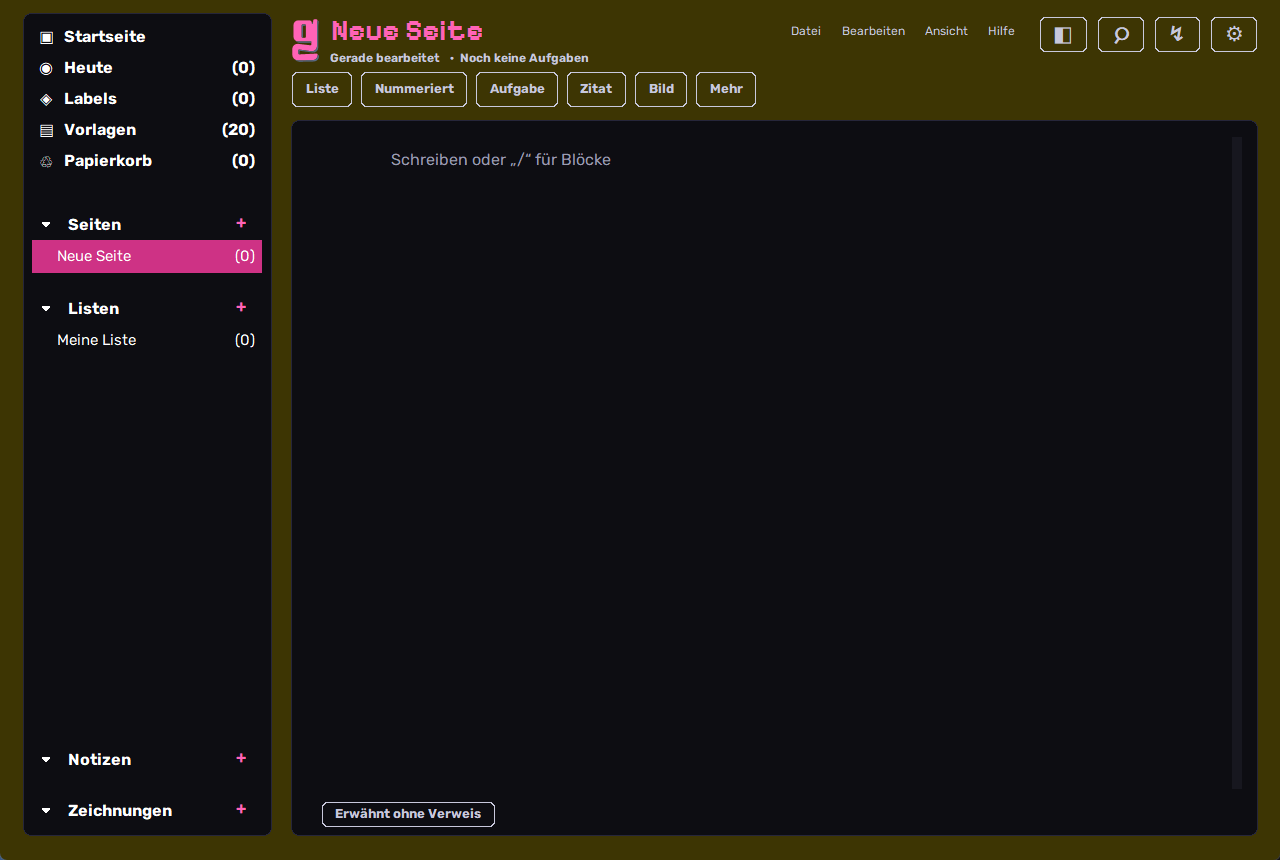 Startseite
Heute (0)
Labels (0)
Vorlagen (20)
Papierkorb (0)
Seiten +
Neue Seite (0)
Listen +
Meine Liste (0)
Notizen +
Zeichnungen +
g Neue Seite
Gerade bearbeitet • Noch keine Aufgaben
Datei Bearbeiten Ansicht Hilfe
Liste Nummeriert Aufgabe Zitat Bild Mehr
Schreiben oder „/“ für Blöcke
Erwähnt ohne Verweis